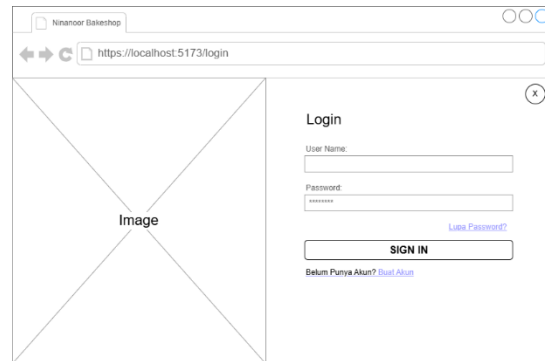 Ninanoor Bakeshop
https://localhost:5173/login
X
Login
User Name:
Password:
********
Image
Lupa Password?
SIGN IN
Belum Punya Akun? Buat Akun